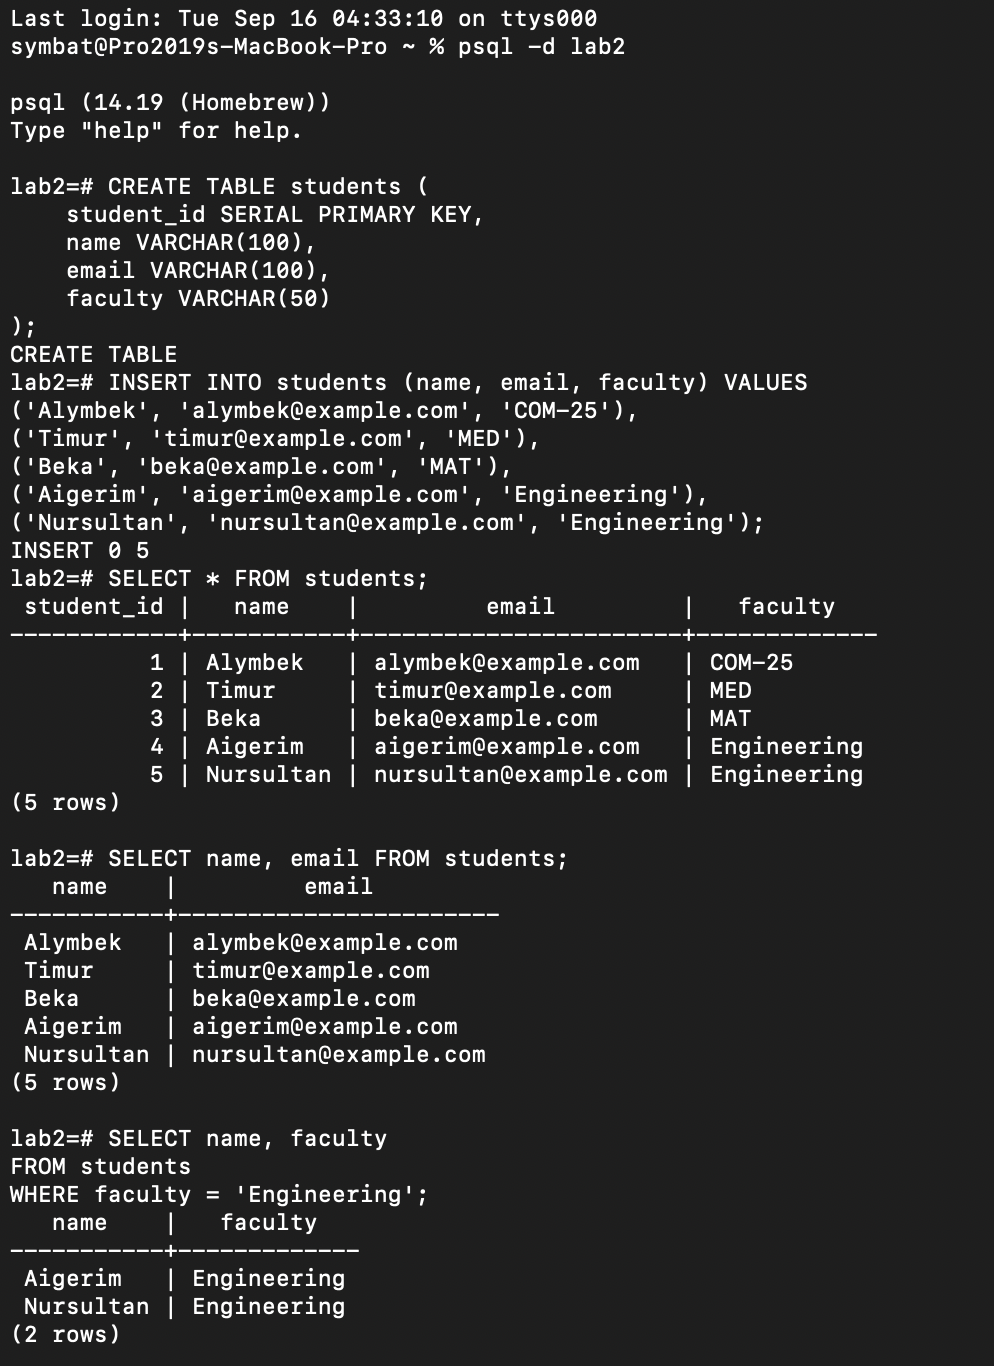 Last login: Tue Sep 16 04:33:10 on ttys000
symbat@Pro2019s-MacBook-Pro ~ % psql -d lab2

psql (14.19 (Homebrew))
Type "help" for help.

lab2=# CREATE TABLE students (
    student_id SERIAL PRIMARY KEY,
    name VARCHAR(100),
    email VARCHAR(100),
    faculty VARCHAR(50)
);
CREATE TABLE
lab2=# INSERT INTO students (name, email, faculty) VALUES
('Alymbek', 'alymbek@example.com', 'COM-25'),
('Timur', 'timur@example.com', 'MED'),
('Beka', 'beka@example.com', 'MAT'),
('Aigerim', 'aigerim@example.com', 'Engineering'),
('Nursultan', 'nursultan@example.com', 'Engineering');
INSERT 0 5
lab2=# SELECT * FROM students;
 student_id |   name    |         email         |   faculty
------------+-----------+-----------------------+-------------
          1 | Alymbek   | alymbek@example.com   | COM-25
          2 | Timur     | timur@example.com     | MED
          3 | Beka      | beka@example.com      | MAT
          4 | Aigerim   | aigerim@example.com   | Engineering
          5 | Nursultan | nursultan@example.com | Engineering
(5 rows)

lab2=# SELECT name, email FROM students;
   name    |         email
-----------+-----------------------
 Alymbek   | alymbek@example.com
 Timur     | timur@example.com
 Beka      | beka@example.com
 Aigerim   | aigerim@example.com
 Nursultan | nursultan@example.com
(5 rows)

lab2=# SELECT name, faculty
FROM students
WHERE faculty = 'Engineering';
   name    |   faculty
-----------+-------------
 Aigerim   | Engineering
 Nursultan | Engineering
(2 rows)